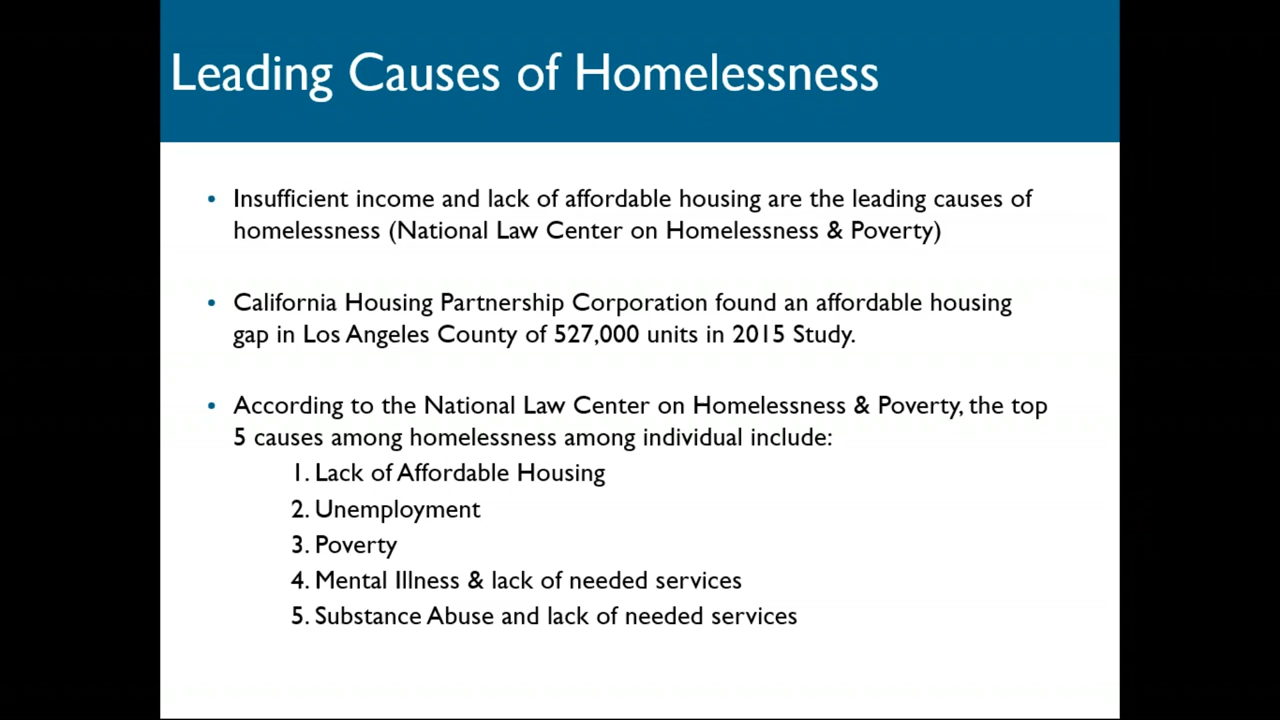 Leading Causes of Homelessness
• Insufficient income and lack of affordable housing are the leading causes of
homelessness (National Law Center on Homelessness & Poverty)
• California Housing Partnership Corporation found an affordable housing
gap in Los Angeles County of 527,000 units in 2015 Study.
• According to the National Law Center on Homelessness & Poverty, the top
5 causes among homelessness among individual include:
1. Lack of Affordable Housing
2. Unemployment
3. Poverty
4. Mental Illness & lack of needed services
5. Substance Abuse and lack of needed services